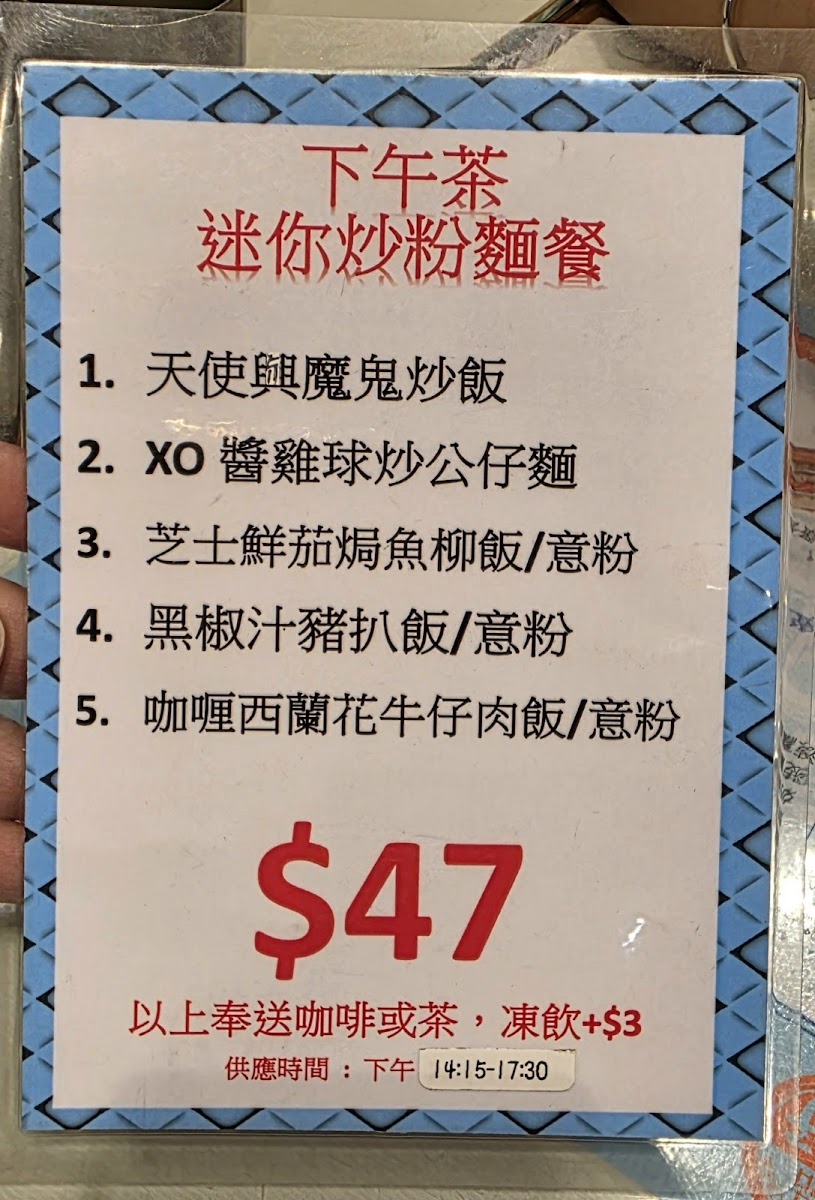 下午茶
迷你炒粉麵餐
1. 天使與魔鬼炒飯
2. XO 醬雞球炒公仔麵
3. 芝士鮮茄焗魚柳飯/意粉
4. 黑椒汁豬扒飯/意粉
5. 咖喱西蘭花牛仔肉飯/意粉
$47
以上奉送咖啡或茶，凍飲+$3
供應時間：下午 14:15-17:30